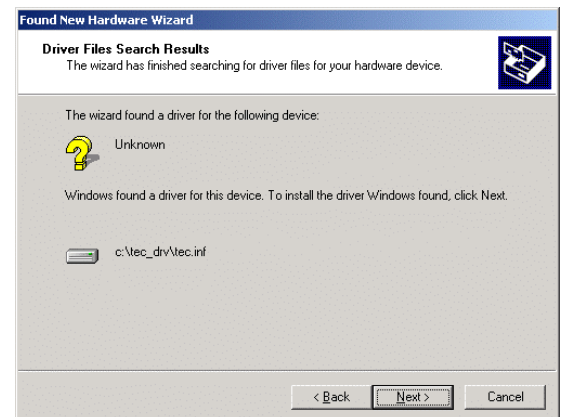 Found New Hardware Wizard
Driver Files Search Results
The wizard has finished searching for driver files for your hardware device.
The wizard found a driver for the following device:
Unknown
Windows found a driver for this device. To install the driver Windows found, click Next.
c:\tec_drv\tec.inf
< Back Next > Cancel